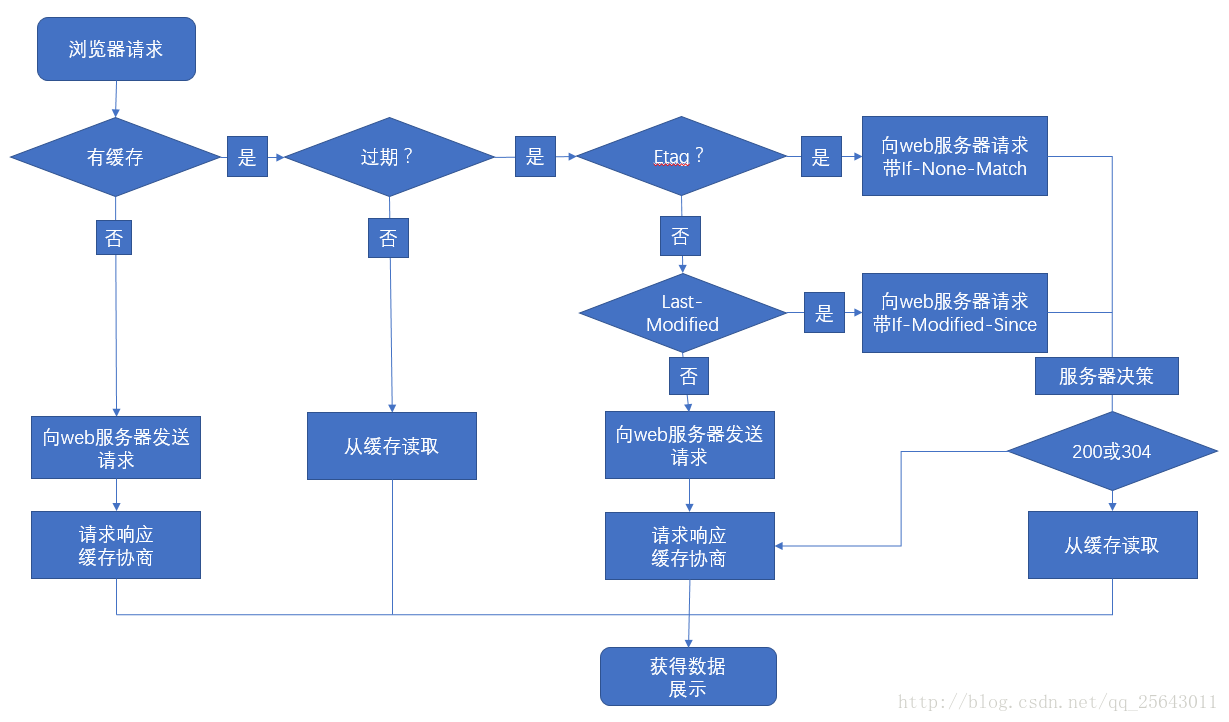 浏览器请求
有缓存
是
过期？
是
Etag？
是
向web服务器请求
带If-None-Match
否
否
否
Last-
Modified
是
向web服务器请求
带If-Modified-Since
否
服务器决策
向web服务器发送
请求
从缓存读取
向web服务器发送
请求
200或304
请求响应
缓存协商
请求响应
缓存协商
从缓存读取
获得数据
展示
http://blog.csdn.net/qq_25643011